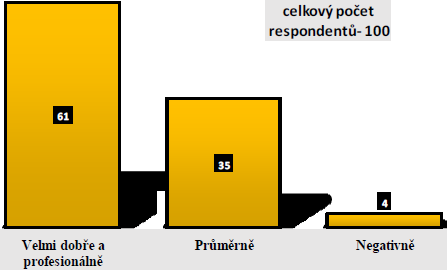 celkový počet
respondentů- 100
61
35
4
Velmi dobře a
profesionálně
Průměrně
Negativně